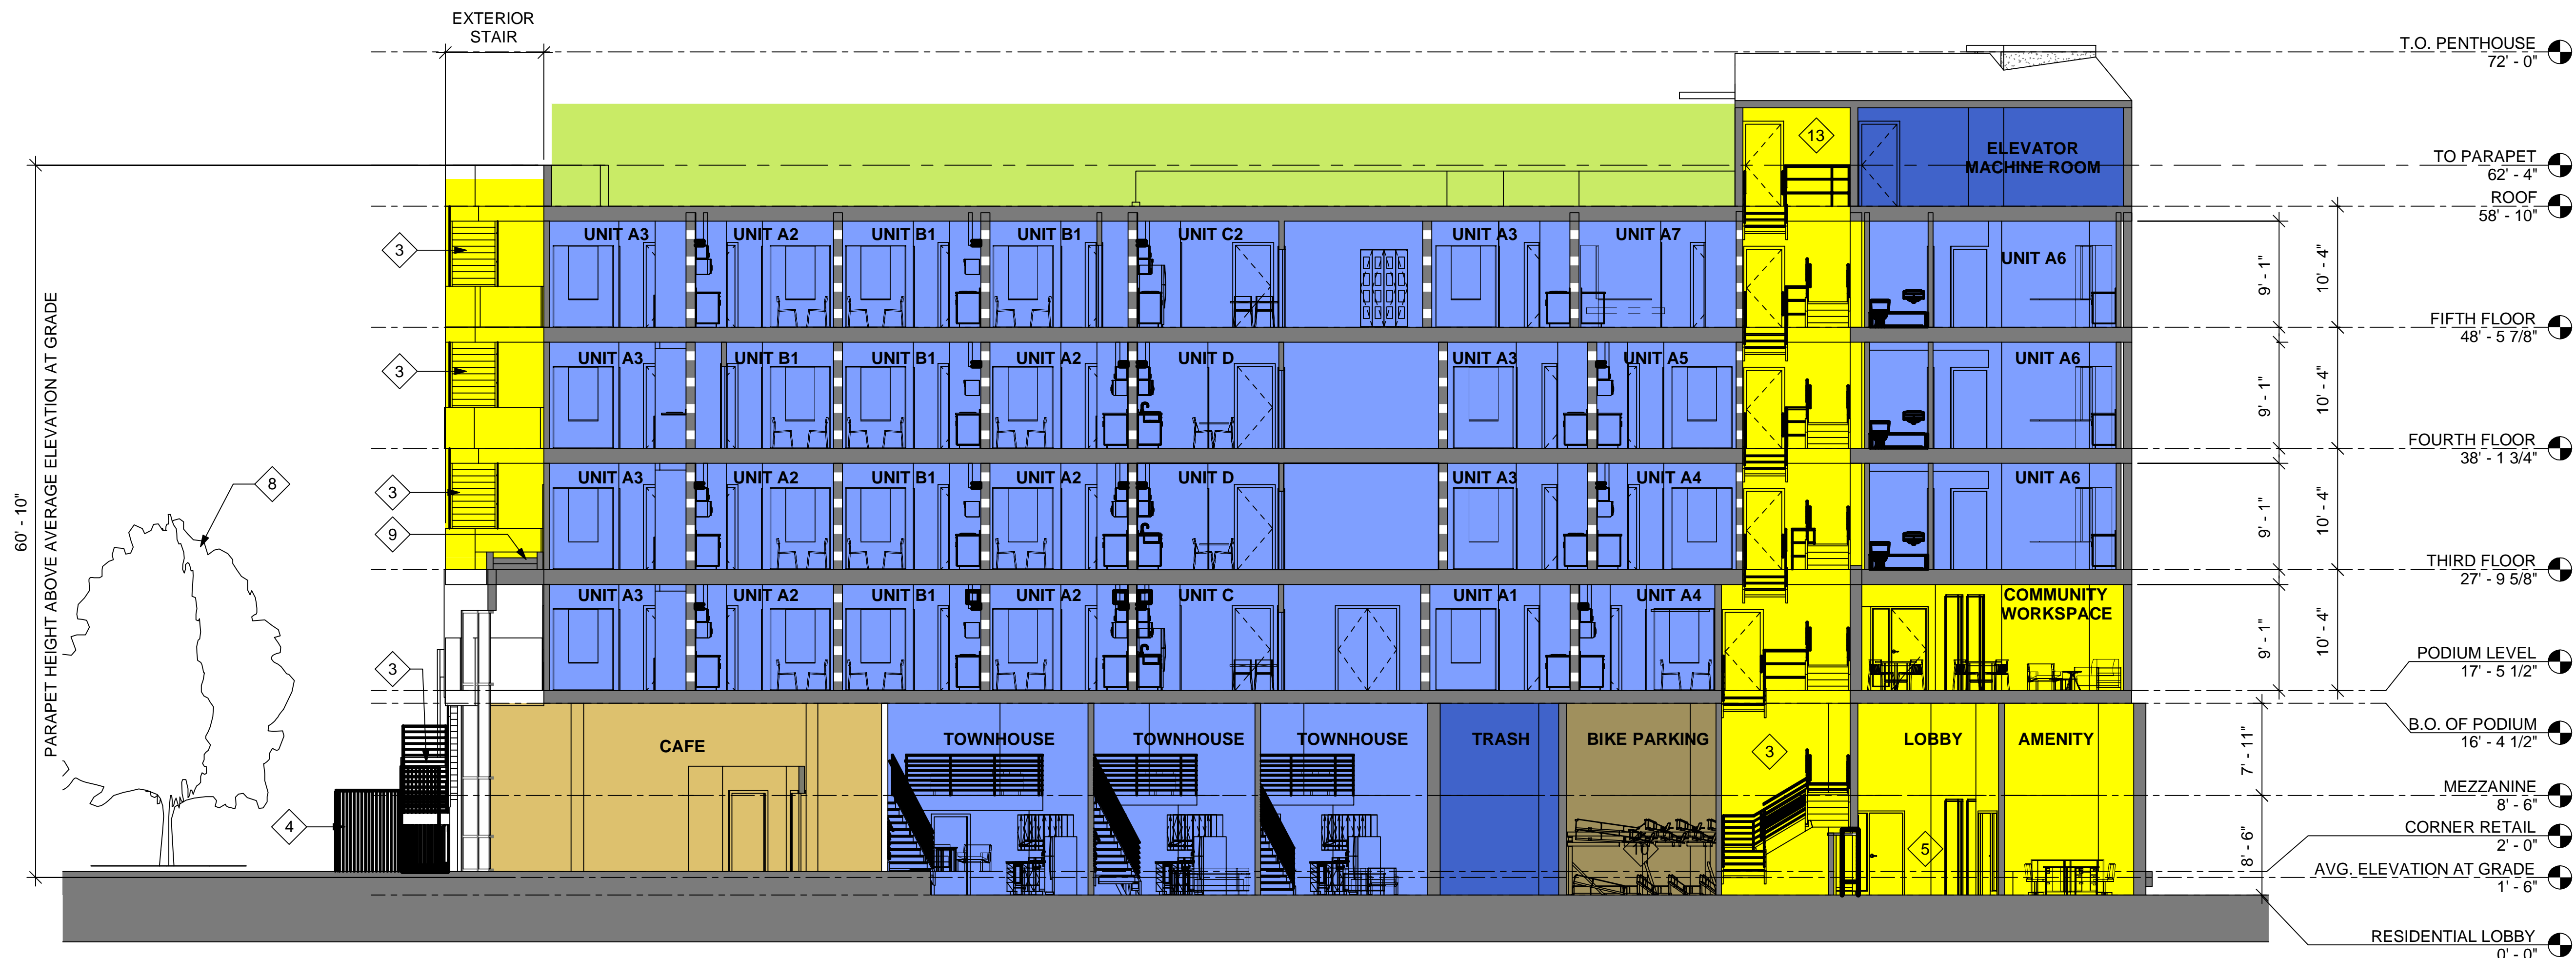 EXTERIOR
STAIR
T.O. PENTHOUSE
72' - 0"
13
ELEVATOR
MACHINE ROOM
TO PARAPET
62' - 4"
ROOF
58' - 10"
3
UNIT A3
UNIT A2
UNIT B1
UNIT B1
UNIT C2
UNIT A3
UNIT A7
UNIT A6
9' - 1"
10' - 4"
FIFTH FLOOR
48' - 5 7/8"
3
UNIT A3
UNIT B1
UNIT B1
UNIT A2
UNIT D
UNIT A3
UNIT A5
UNIT A6
9' - 1"
10' - 4"
FOURTH FLOOR
38' - 1 3/4"
3
UNIT A3
UNIT A2
UNIT B1
UNIT A2
UNIT D
UNIT A3
UNIT A4
UNIT A6
9' - 1"
10' - 4"
8
9
60' - 10"
PARAPET HEIGHT ABOVE AVERAGE ELEVATION AT GRADE
THIRD FLOOR
27' - 9 5/8"
UNIT A3
UNIT A2
UNIT B1
UNIT A2
UNIT C
UNIT A1
UNIT A4
COMMUNITY
WORKSPACE
9' - 1"
10' - 4"
3
PODIUM LEVEL
17' - 5 1/2"
B.O. OF PODIUM
16' - 4 1/2"
CAFE
TOWNHOUSE
TOWNHOUSE
TOWNHOUSE
TRASH
BIKE PARKING
3
LOBBY
AMENITY
7' - 11"
MEZZANINE
8' - 6"
4
5
8' - 6"
CORNER RETAIL
2' - 0"
AVG. ELEVATION AT GRADE
1' - 6"
RESIDENTIAL LOBBY
0' - 0"